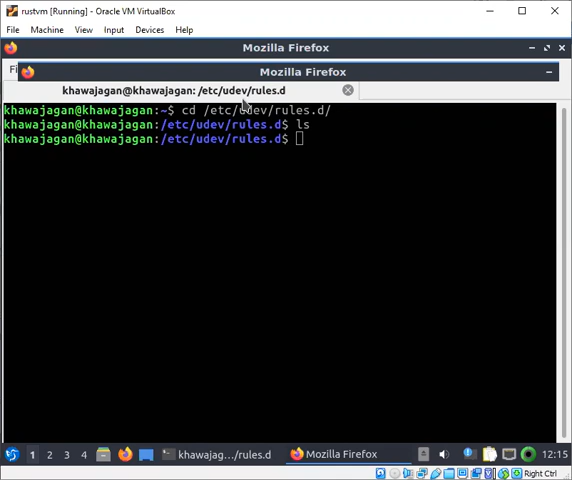 rustvm [Running] - Oracle VM VirtualBox
File Machine View Input Devices Help
Mozilla Firefox
Fi
Mozilla Firefox
khawajagan@khawajagan: /etc/udev/rules.d
khawajagan@khawajagan:~$ cd /etc/udev/rules.d/
khawajagan@khawajagan:/etc/udev/rules.d$ ls
khawajagan@khawajagan:/etc/udev/rules.d$
1 2 3 4 khawajag.../rules.d Mozilla Firefox 12:15
Right Ctrl